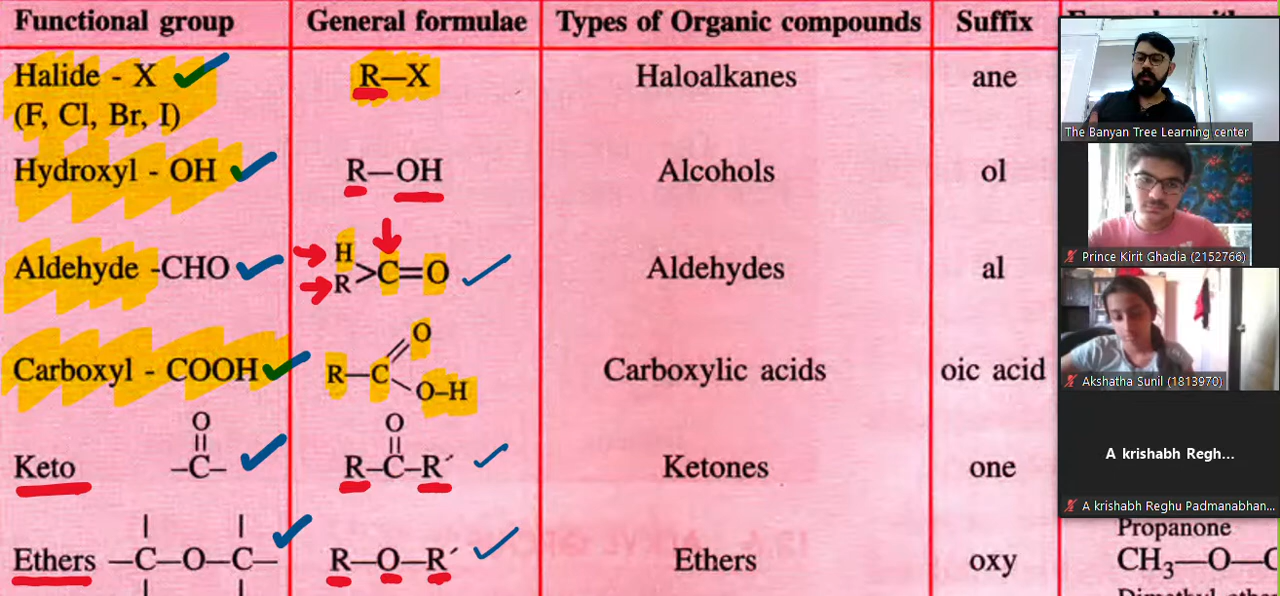 Functional group General formulae Types of Organic compounds Suffix
Halide - X R—X Haloalkanes ane
(F, Cl, Br, I)
The Banyan Tree Learning center
Hydroxyl - OH R—OH Alcohols ol
Prince Kirit Ghadia (2152766)
H
Aldehyde -CHO >C=O Aldehydes al
R
O
Carboxyl - COOH R—C Carboxylic acids oic acid
O–H
Akshatha Sunil (1813970)
O O
|| ||
Keto –C– R–C–R´ Ketones one
A krishabh Regh...
A krishabh Reghu Padmanabhan...
Propanone
Ethers –C–O–C– R–O–R´ Ethers oxy CH3—O—